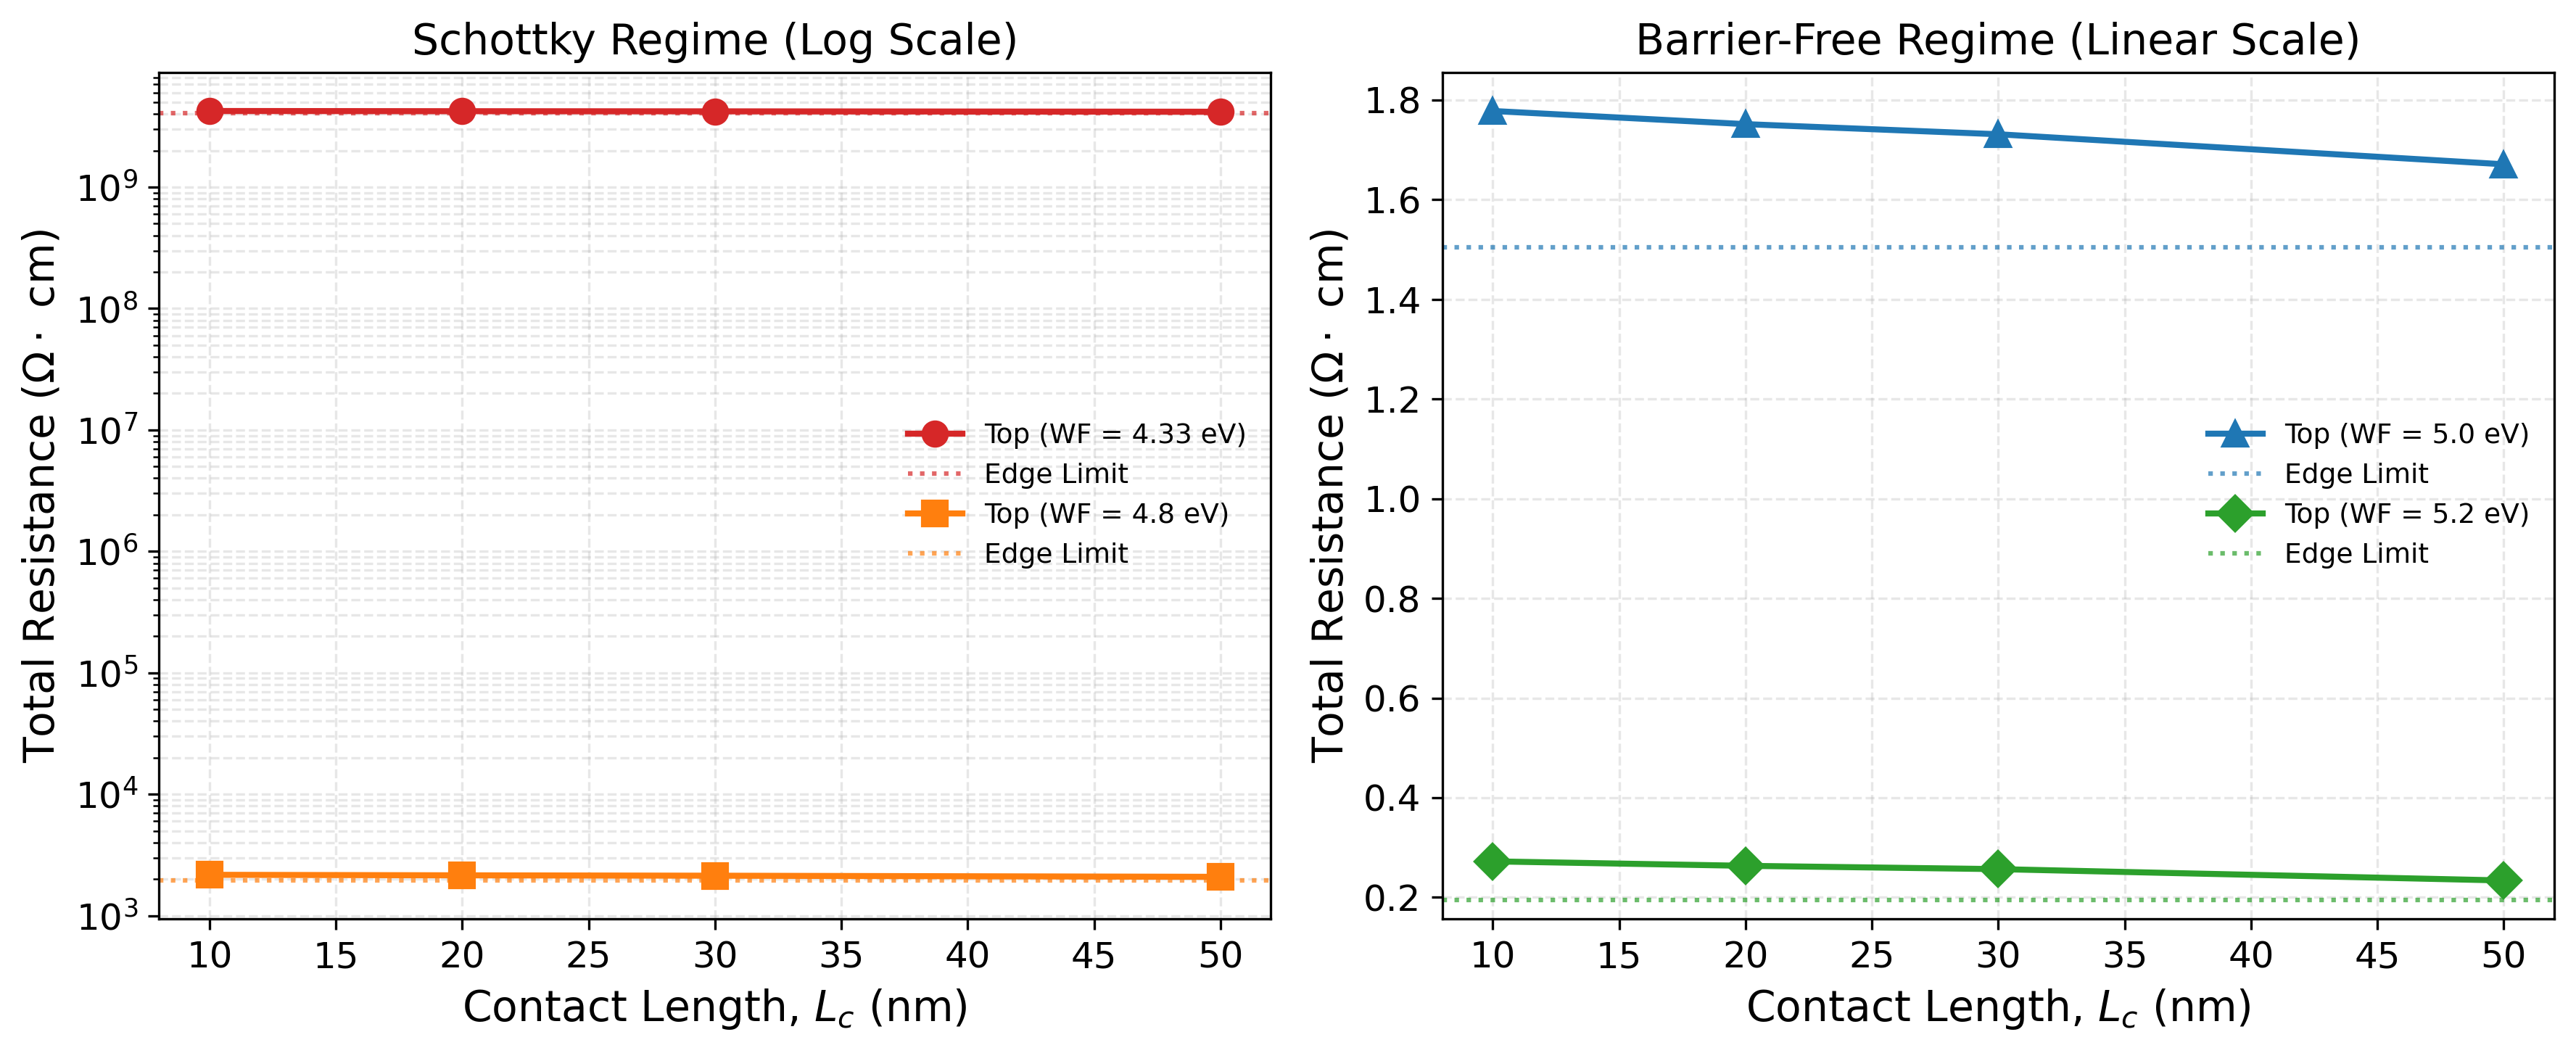 Schottky Regime (Log Scale)
Total Resistance (Ω · cm)
10⁹
10⁸
10⁷
10⁶
10⁵
10⁴
10³
Top (WF = 4.33 eV)
Edge Limit
Top (WF = 4.8 eV)
Edge Limit
10 15 20 25 30 35 40 45 50
Contact Length, L_c (nm)
Barrier-Free Regime (Linear Scale)
Total Resistance (Ω · cm)
1.8
1.6
1.4
1.2
1.0
0.8
0.6
0.4
0.2
Top (WF = 5.0 eV)
Edge Limit
Top (WF = 5.2 eV)
Edge Limit
10 15 20 25 30 35 40 45 50
Contact Length, L_c (nm)